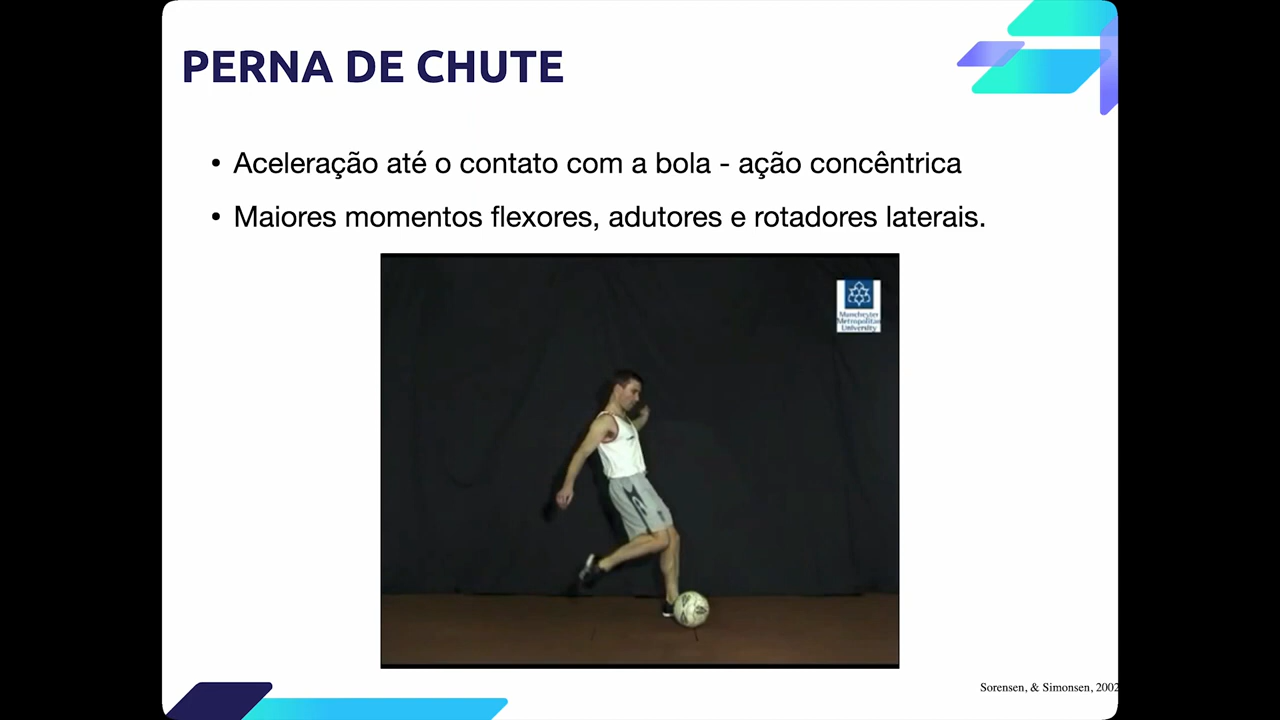 PERNA DE CHUTE
• Aceleração até o contato com a bola - ação concêntrica
• Maiores momentos flexores, adutores e rotadores laterais.
Manchester
Metropolitan
University
Sorensen, & Simonsen, 2002